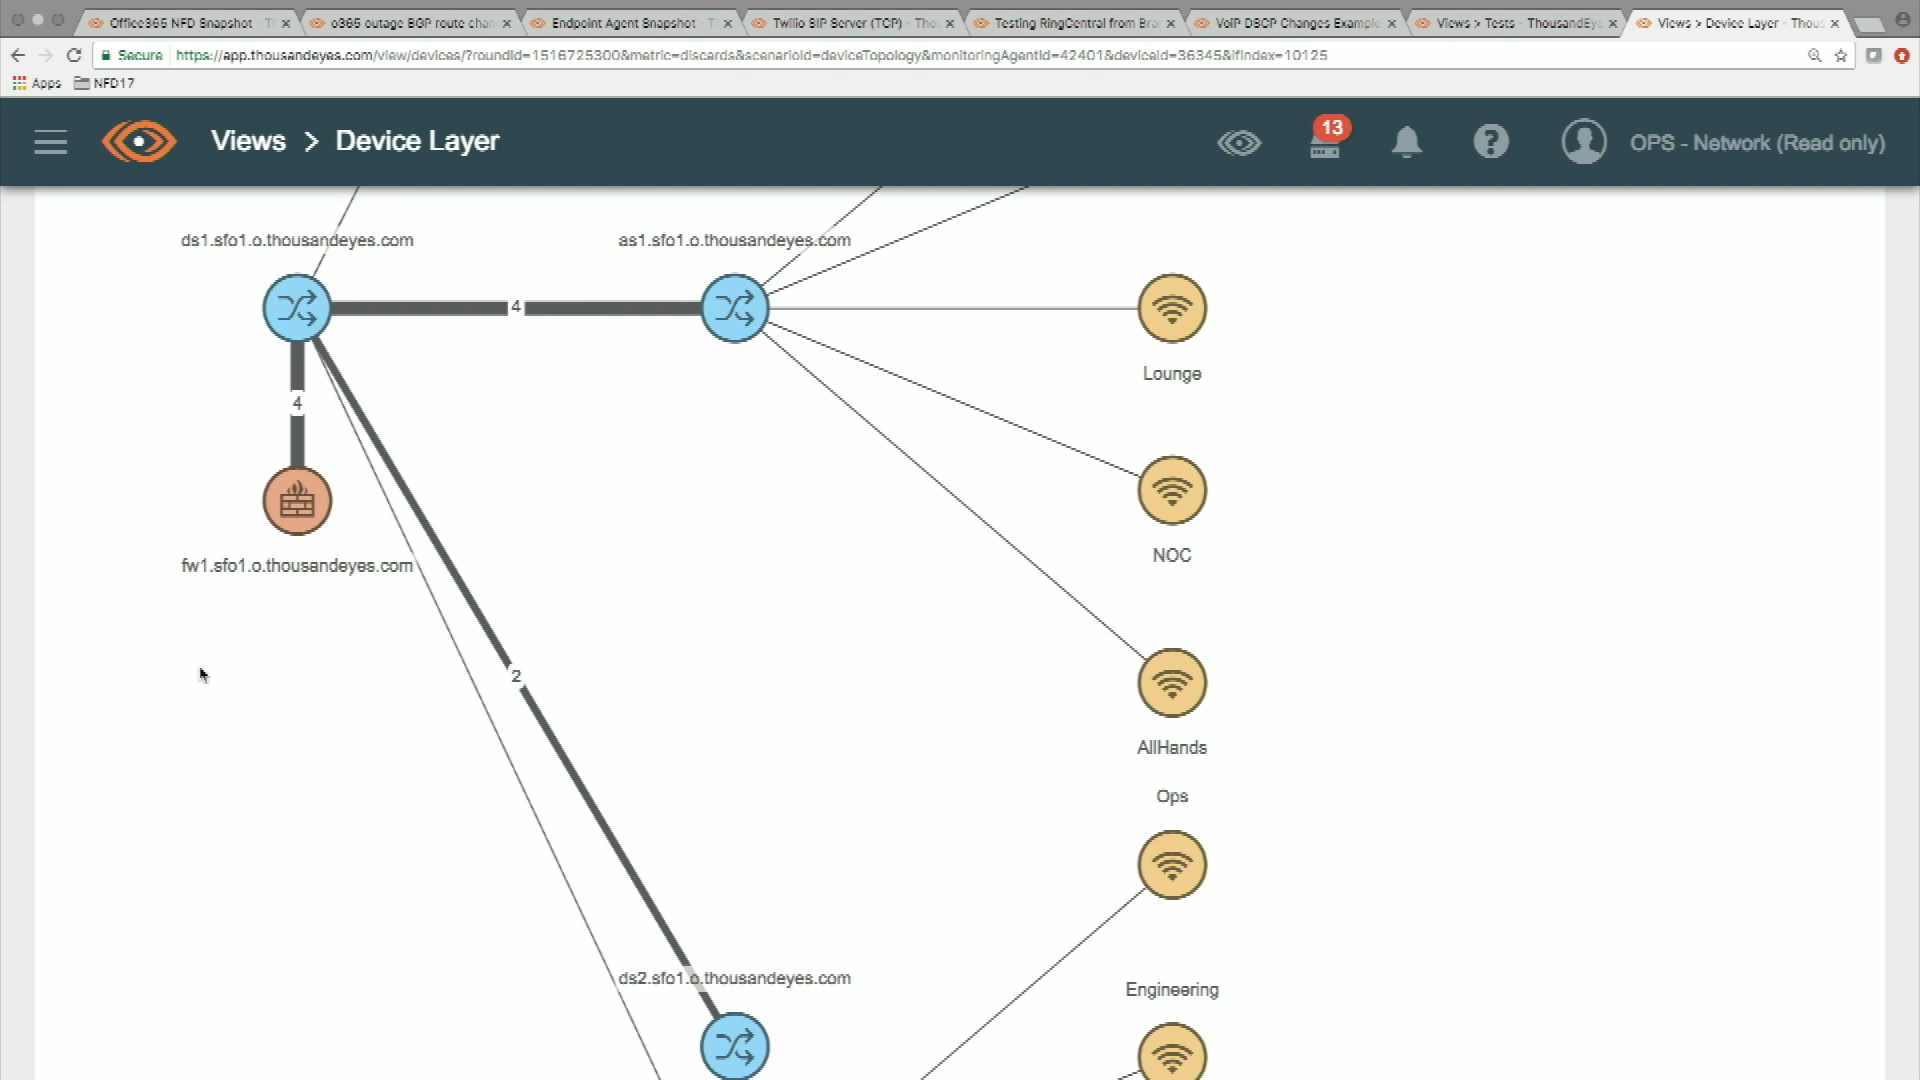 Office365 NFD Snapshot - T
o365 outage BGP route chan
Endpoint Agent Snapshot - T
Twilio SIP Server (TCP) - Tho
Testing RingCentral from Bra
VoIP DSCP Changes Example
Views > Tests - ThousandEye
Views > Device Layer - Thous
Secure
https://app.thousandeyes.com/view/devices/?roundId=1516725300&metric=discards&scenarioId=deviceTopology&monitoringAgentId=42401&deviceId=36345&ifIndex=10125
Apps
NFD17
Views > Device Layer
13
OPS - Network (Read only)
ds1.sfo1.o.thousandeyes.com
as1.sfo1.o.thousandeyes.com
4
Lounge
4
NOC
fw1.sfo1.o.thousandeyes.com
2
AllHands
Ops
ds2.sfo1.o.thousandeyes.com
Engineering